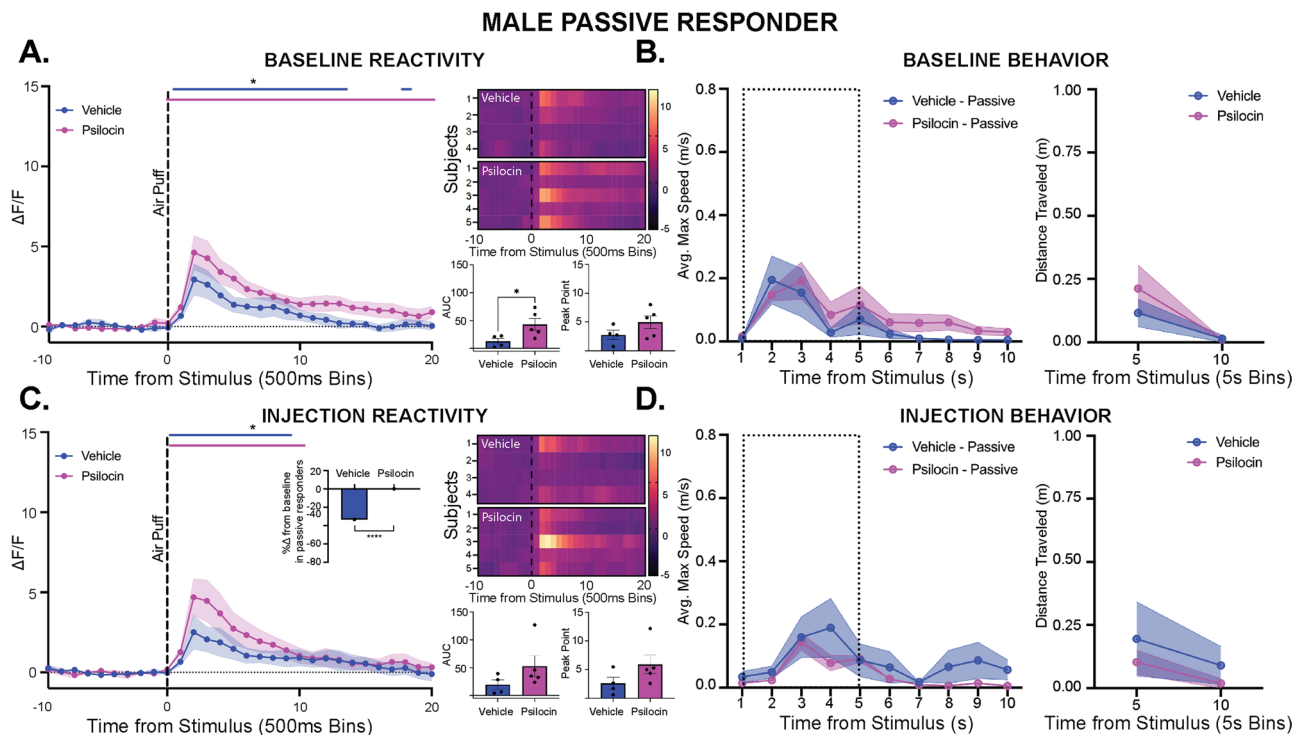 MALE PASSIVE RESPONDER
A.
BASELINE REACTIVITY
15
10
5
0
ΔF/F
-10
0
10
20
Time from Stimulus (500ms Bins)
Vehicle
Psilocin
*
Air Puff
Subjects
Vehicle
1
2
3
4
Psilocin
1
2
3
4
5
10
5
0
-5
-10
0
10
20
Time from Stimulus (500ms Bins)
150
100
50
AUC
*
Vehicle
Psilocin
15
10
5
0
Peak Point
Vehicle
Psilocin
B.
BASELINE BEHAVIOR
0.8
0.6
0.4
0.2
0.0
Avg. Max Speed (m/s)
Vehicle - Passive
Psilocin - Passive
1 2 3 4 5 6 7 8 9 10
Time from Stimulus (s)
1.00
0.75
0.50
0.25
0.00
Distance Traveled (m)
Vehicle
Psilocin
5
10
Time from Stimulus (5s Bins)
C.
INJECTION REACTIVITY
15
10
5
0
ΔF/F
-10
0
10
20
Time from Stimulus (500ms Bins)
Vehicle
Psilocin
*
Air Puff
%Δ from baseline
in passive responders
20
0
-20
-40
-60
-80
Vehicle
Psilocin
****
Subjects
Vehicle
1
2
3
4
Psilocin
1
2
3
4
5
10
5
0
-5
-10
0
10
20
Time from Stimulus (500ms Bins)
150
100
50
0
AUC
Vehicle
Psilocin
15
10
5
0
Peak Point
Vehicle
Psilocin
D.
INJECTION BEHAVIOR
0.8
0.6
0.4
0.2
0.0
Avg. Max Speed (m/s)
Vehicle - Passive
Psilocin - Passive
1 2 3 4 5 6 7 8 9 10
Time from Stimulus (s)
1.00
0.75
0.50
0.25
0.00
Distance Traveled (m)
Vehicle
Psilocin
5
10
Time from Stimulus (5s Bins)